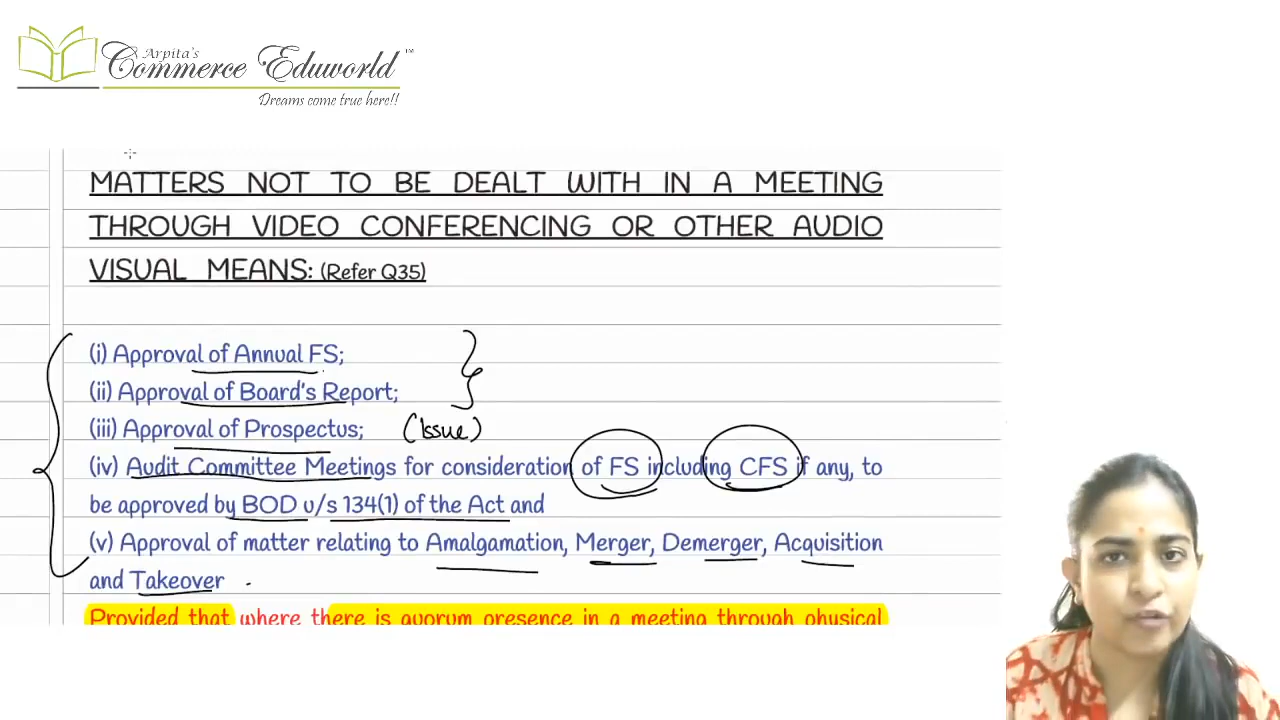 Arpita's
Commerce Eduworld™
Dreams come true here!!
MATTERS NOT TO BE DEALT WITH IN A MEETING
THROUGH VIDEO CONFERENCING OR OTHER AUDIO
VISUAL MEANS: (Refer Q35)
(i) Approval of Annual FS;
(ii) Approval of Board's Report;
(iii) Approval of Prospectus; (Issue)
(iv) Audit Committee Meetings for consideration of FS including CFS if any, to
be approved by BOD u/s 134(1) of the Act and
(v) Approval of matter relating to Amalgamation, Merger, Demerger, Acquisition
and Takeover
Provided that where there is quorum presence in a meeting through physical